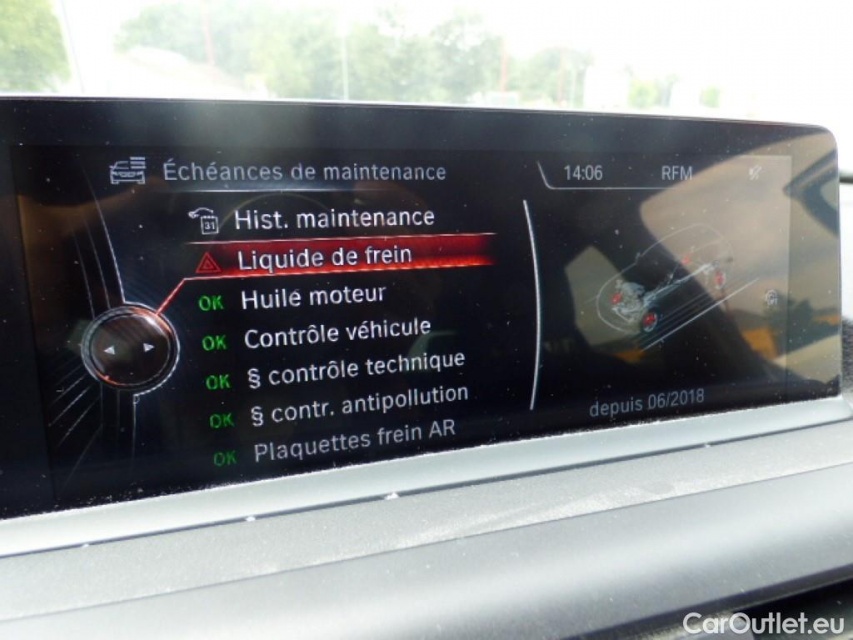 Échéances de maintenance
14:06 RFM
31 Hist. maintenance
Liquide de frein
OK Huile moteur
OK Contrôle véhicule
OK § contrôle technique
OK § contr. antipollution
OK Plaquettes frein AR
depuis 06/2018
CarOutlet.eu